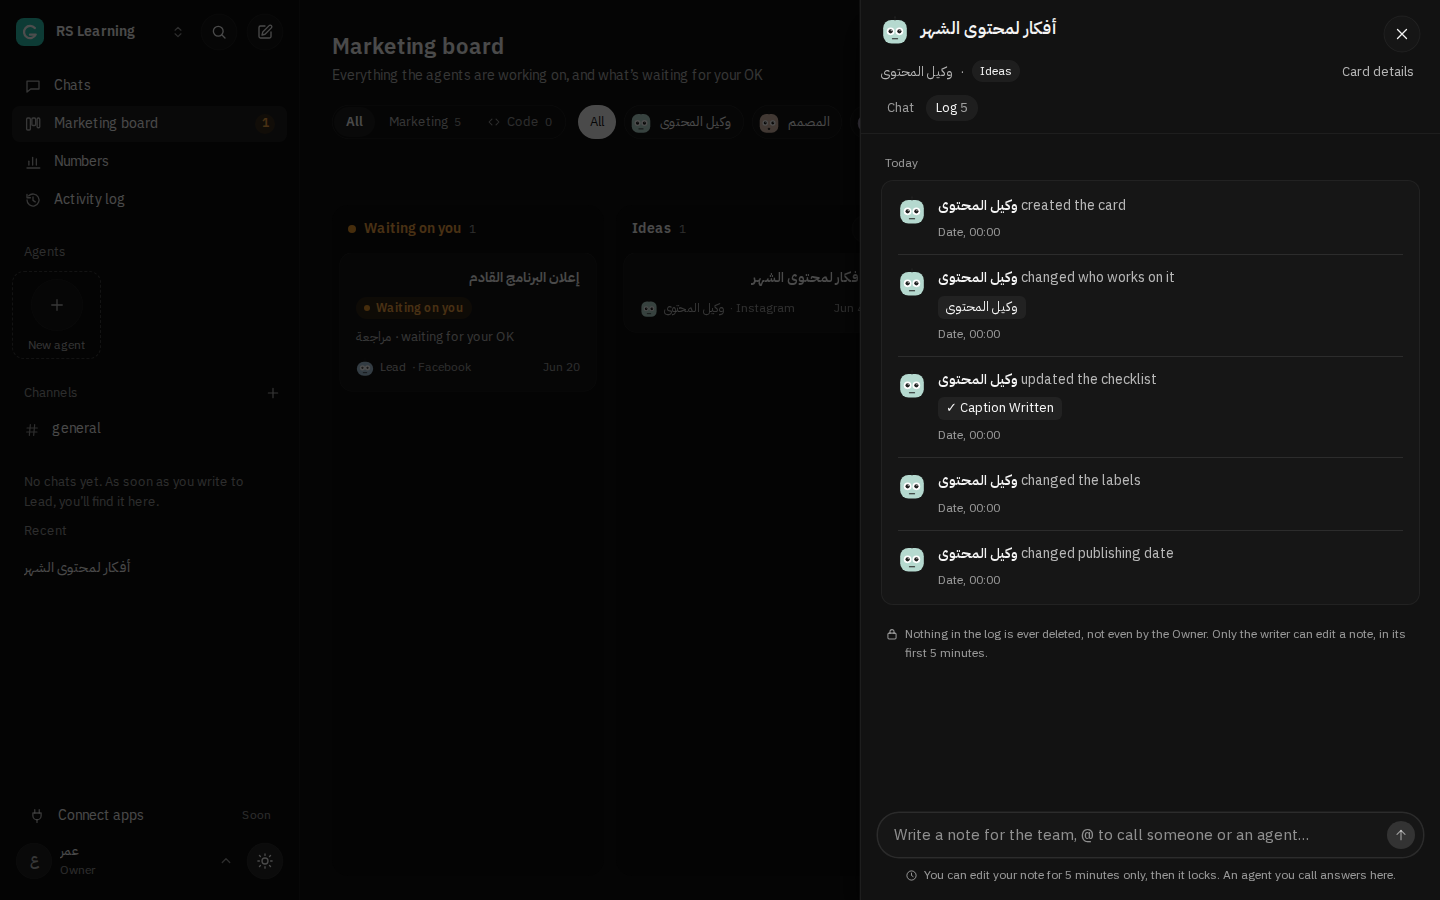 RS Learning
Chats
Marketing board 1
Numbers
Activity log
Agents
New agent
Channels
general
No chats yet. As soon as you write to
Lead, you'll find it here.
Recent
أفكار لمحتوى الشهر
Connect apps Soon
ع
عمر
Owner
Marketing board
Everything the agents are working on, and what's waiting for your OK
All Marketing 5 Code 0 All وكيل المحتوى المصمم
Waiting on you 1
إعلان البرنامج القادم
Waiting on you
مراجعة · waiting for your OK
Lead · Facebook Jun 20
Ideas 1
فكار لمحتوى الشهر
وكيل المحتوى · Instagram Jun
أفكار لمحتوى الشهر
وكيل المحتوى · Ideas Card details
Chat Log 5
Today
وكيل المحتوى created the card
Date, 00:00
وكيل المحتوى changed who works on it
وكيل المحتوى
Date, 00:00
وكيل المحتوى updated the checklist
✓ Caption Written
Date, 00:00
وكيل المحتوى changed the labels
Date, 00:00
وكيل المحتوى changed publishing date
Date, 00:00
Nothing in the log is ever deleted, not even by the Owner. Only the writer can edit a note, in its
first 5 minutes.
Write a note for the team, @ to call someone or an agent...
You can edit your note for 5 minutes only, then it locks. An agent you call answers here.